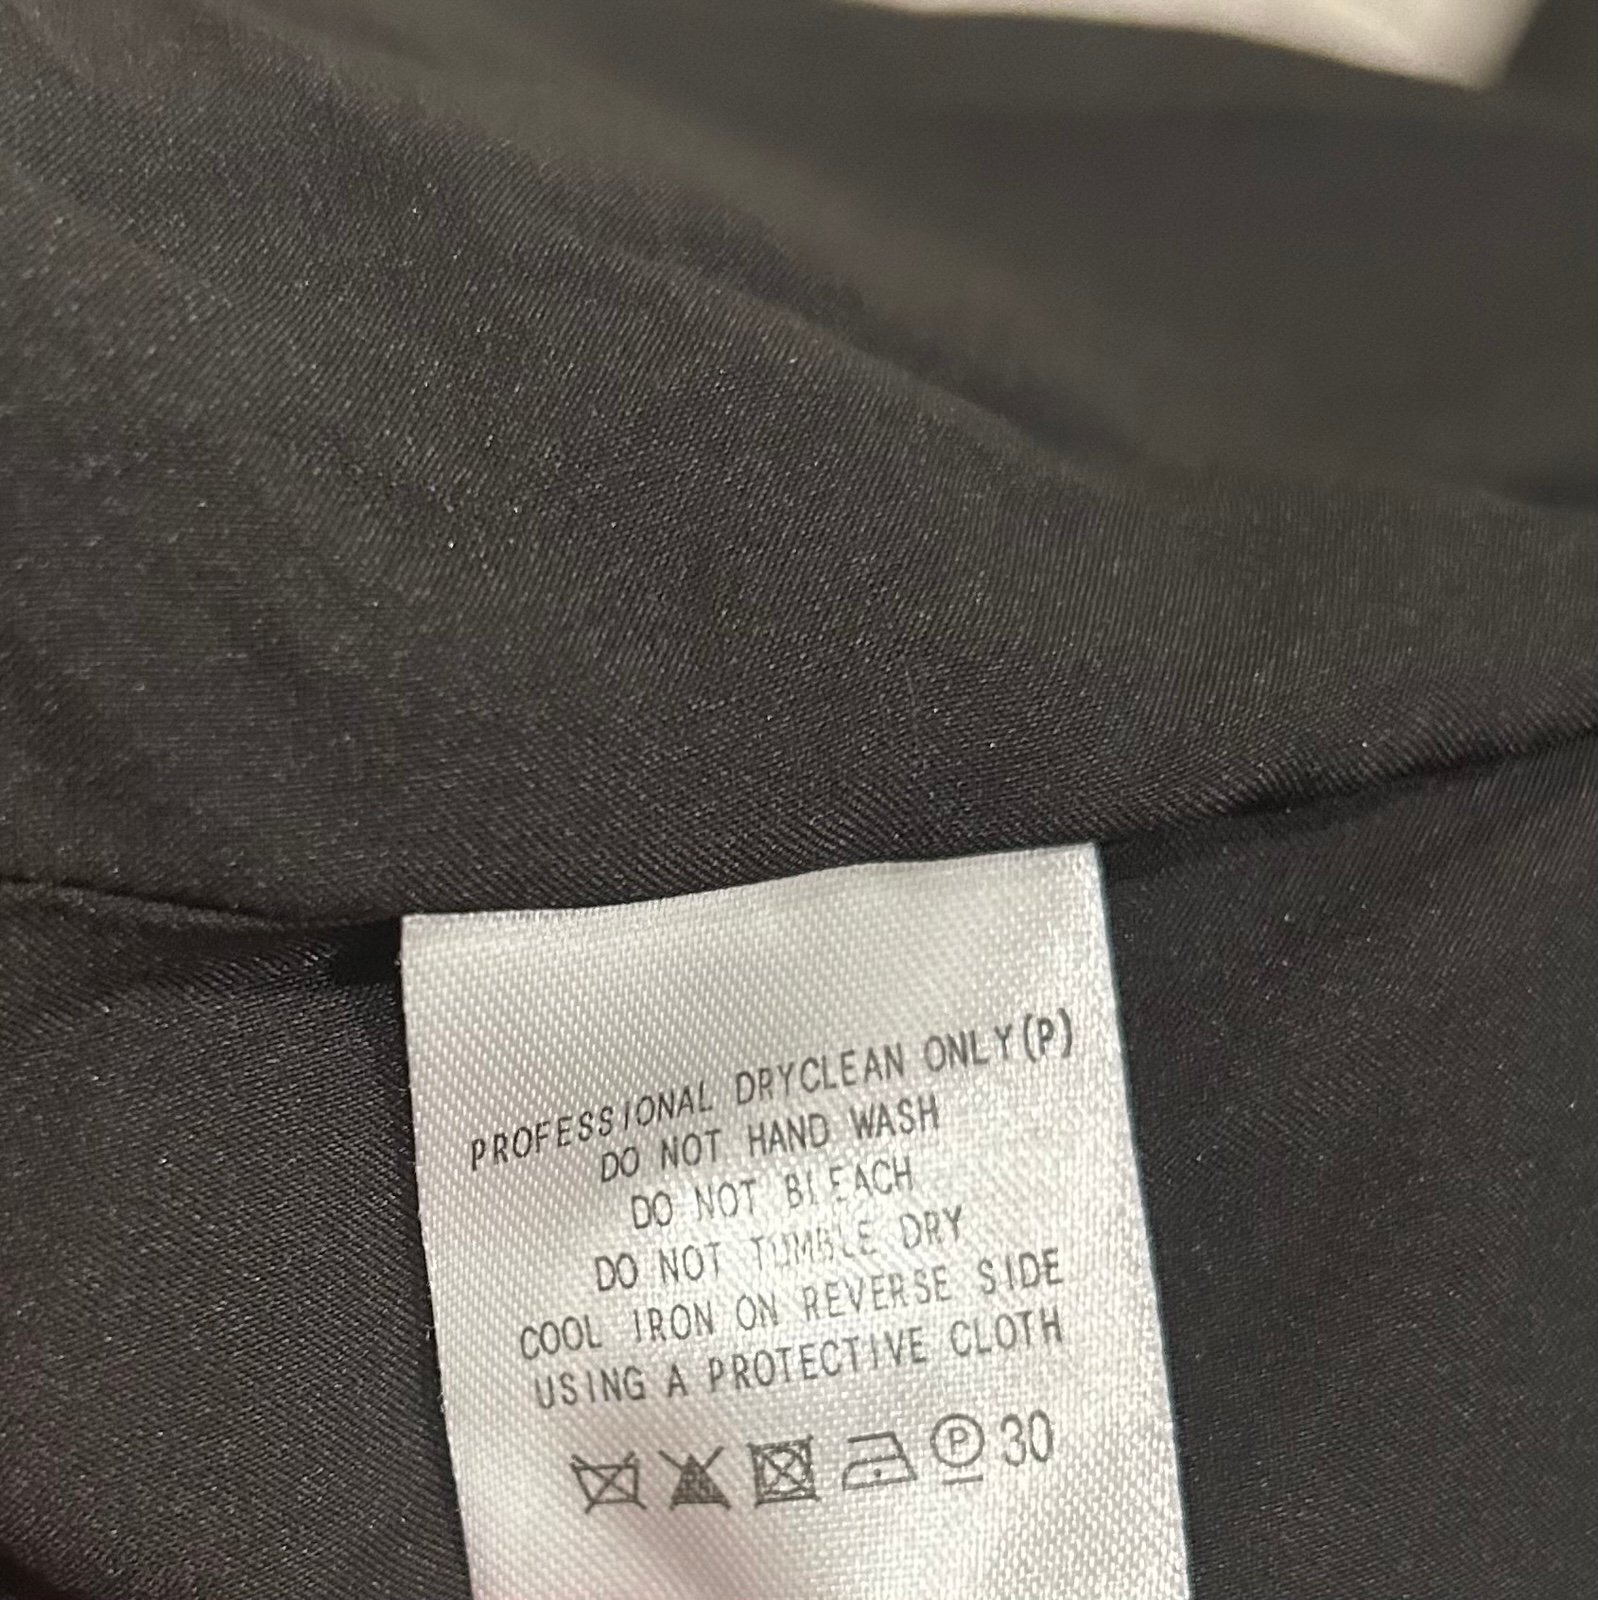 PROFESSIONAL DRYCLEAN ONLY(P)
DO NOT HAND WASH
DO NOT BLEACH
DO NOT TUMBLE DRY
COOL IRON ON REVERSE SIDE
USING A PROTECTIVE CLOTH
P 30